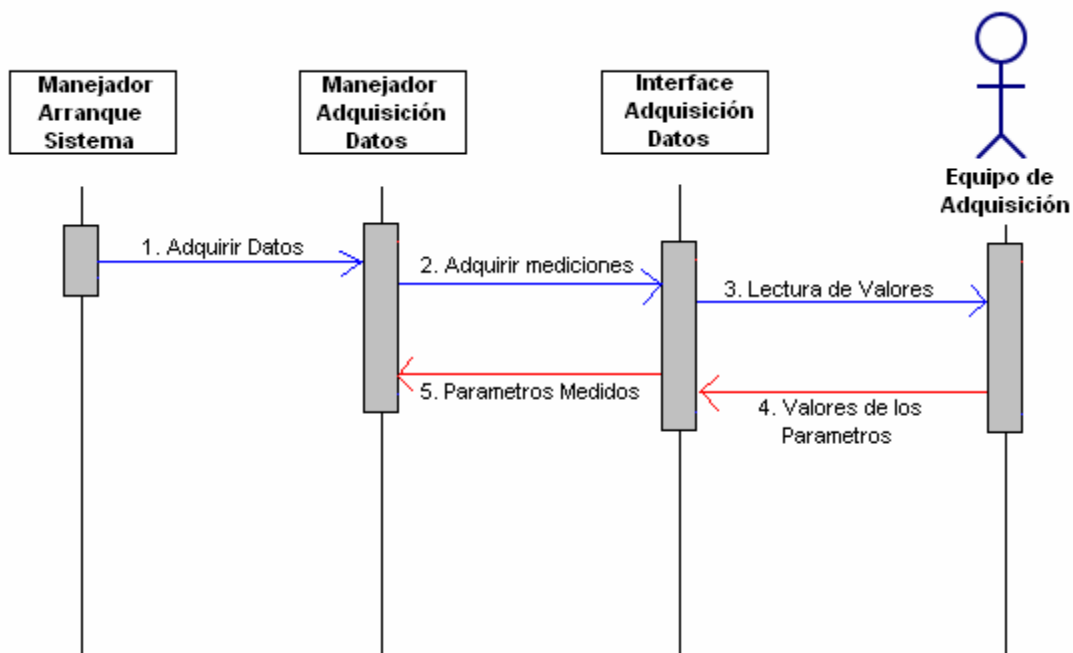 Manejador
Arranque
Sistema
Manejador
Adquisición
Datos
Interface
Adquisición
Datos
Equipo de
Adquisición
1. Adquirir Datos
2. Adquirir mediciones
3. Lectura de Valores
4. Valores de los
Parametros
5. Parametros Medidos